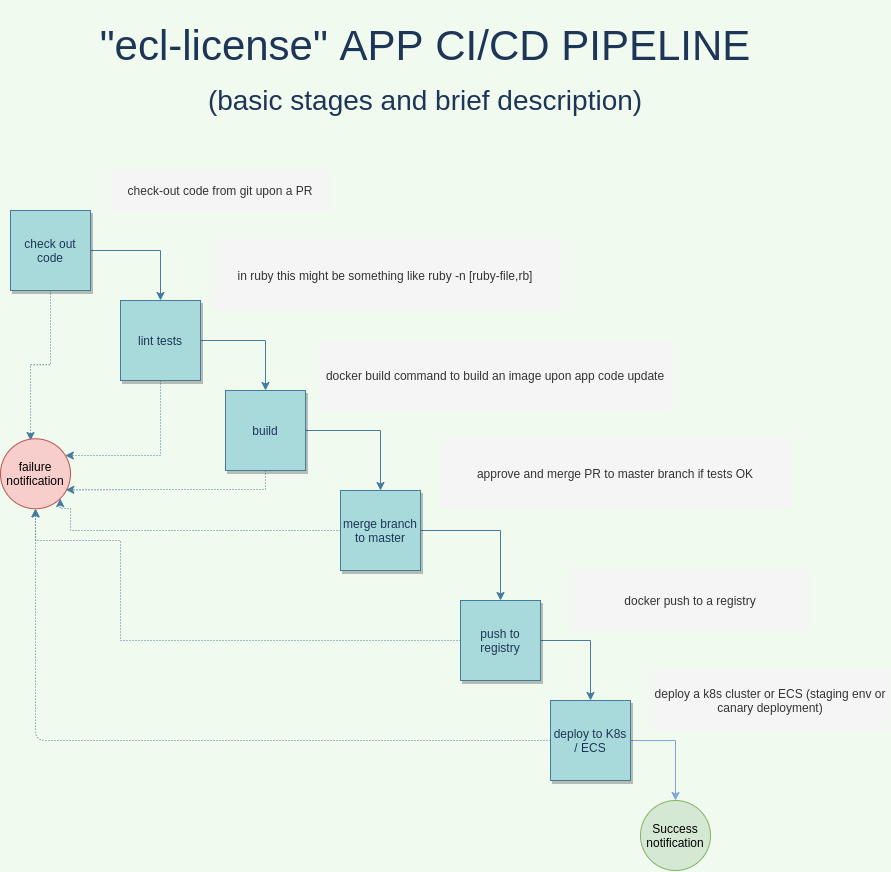 "ecl-license" APP CI/CD PIPELINE
(basic stages and brief description)
check-out code from git upon a PR
check out
code
in ruby this might be something like ruby -n [ruby-file,rb]
lint tests
docker build command to build an image upon app code update
build
approve and merge PR to master branch if tests OK
failure
notification
merge branch
to master
docker push to a registry
push to
registry
deploy a k8s cluster or ECS (staging env or
canary deployment)
deploy to K8s
/ ECS
Success
notification